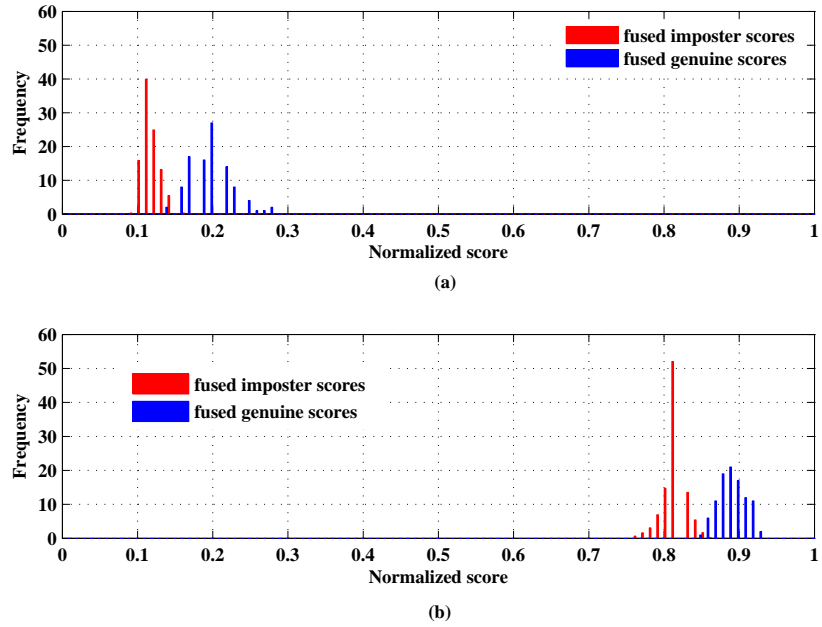 60
50
40
30
20
10
0
Frequency
fused imposter scores
fused genuine scores
0 0.1 0.2 0.3 0.4 0.5 0.6 0.7 0.8 0.9 1
Normalized score
(a)
60
50
40
30
20
10
0
Frequency
fused imposter scores
fused genuine scores
0 0.1 0.2 0.3 0.4 0.5 0.6 0.7 0.8 0.9 1
Normalized score
(b)